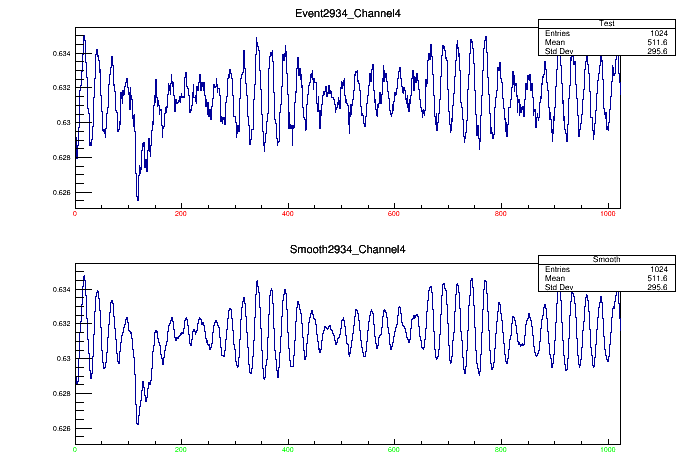 Event2934_Channel4
Test
Entries 1024
Mean 511.6
Std Dev 295.6
0.634
0.632
0.63
0.628
0.626
0 200 400 600 800 1000
Smooth2934_Channel4
Smooth
Entries 1024
Mean 511.6
Std Dev 295.6
0.634
0.632
0.63
0.628
0.626
0 200 400 600 800 1000